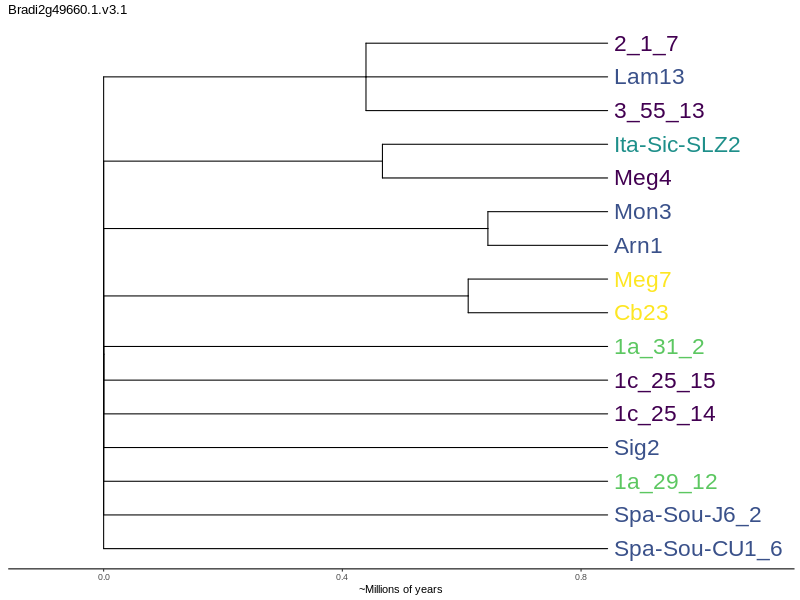 Bradi2g49660.1.v3.1
2_1_7
Lam13
3_55_13
Ita-Sic-SLZ2
Meg4
Mon3
Arn1
Meg7
Cb23
1a_31_2
1c_25_15
1c_25_14
Sig2
1a_29_12
Spa-Sou-J6_2
Spa-Sou-CU1_6
0.0 0.4 0.8
~Millions of years